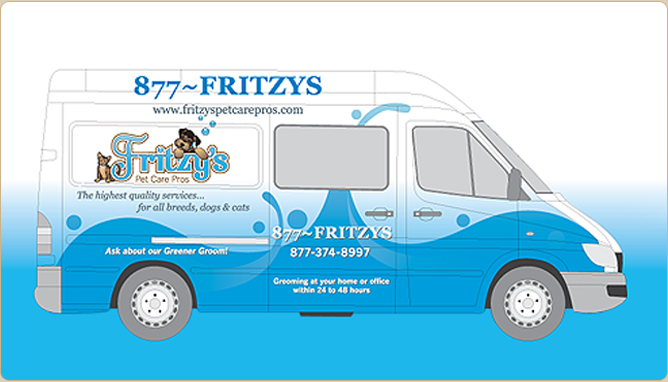 877~FRITZYS
www.fritzyspetcarepros.com
Fritzy's
Pet Care Pros
The highest quality services...
for all breeds, dogs & cats
877~FRITZYS
Ask about our Greener Groom!
877-374-8997
Grooming at your home or office
within 24 to 48 hours